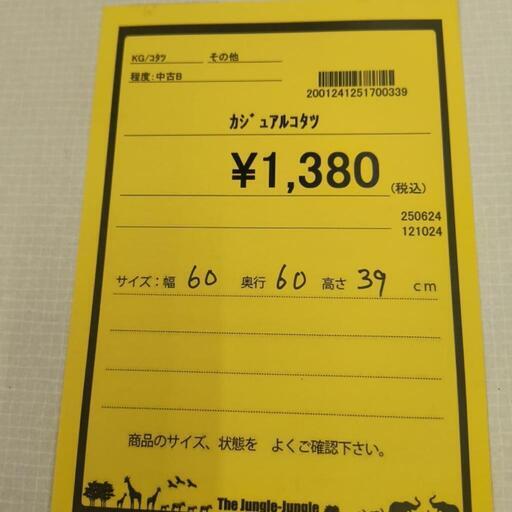 KG/ｺﾀﾂ その他
程度:中古B
2001241251700339
ｶｼﾞｭｱﾙｺﾀﾂ
¥1,380 (税込)
250624
121024
サイズ:幅 60 奥行 60 高さ 39 cm
商品のサイズ、状態を よくご確認下さい。
The Jungle-Jungle